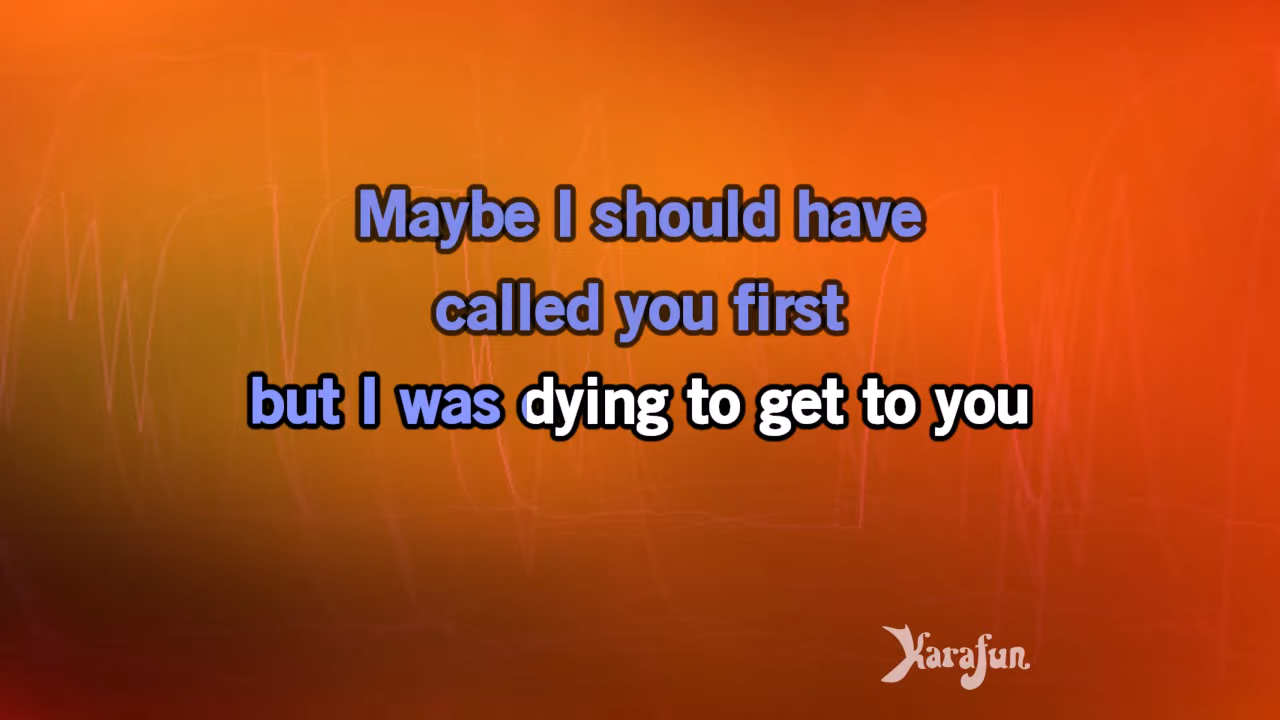 Maybe I should have
called you first
but I was dying to get to you
Karafun